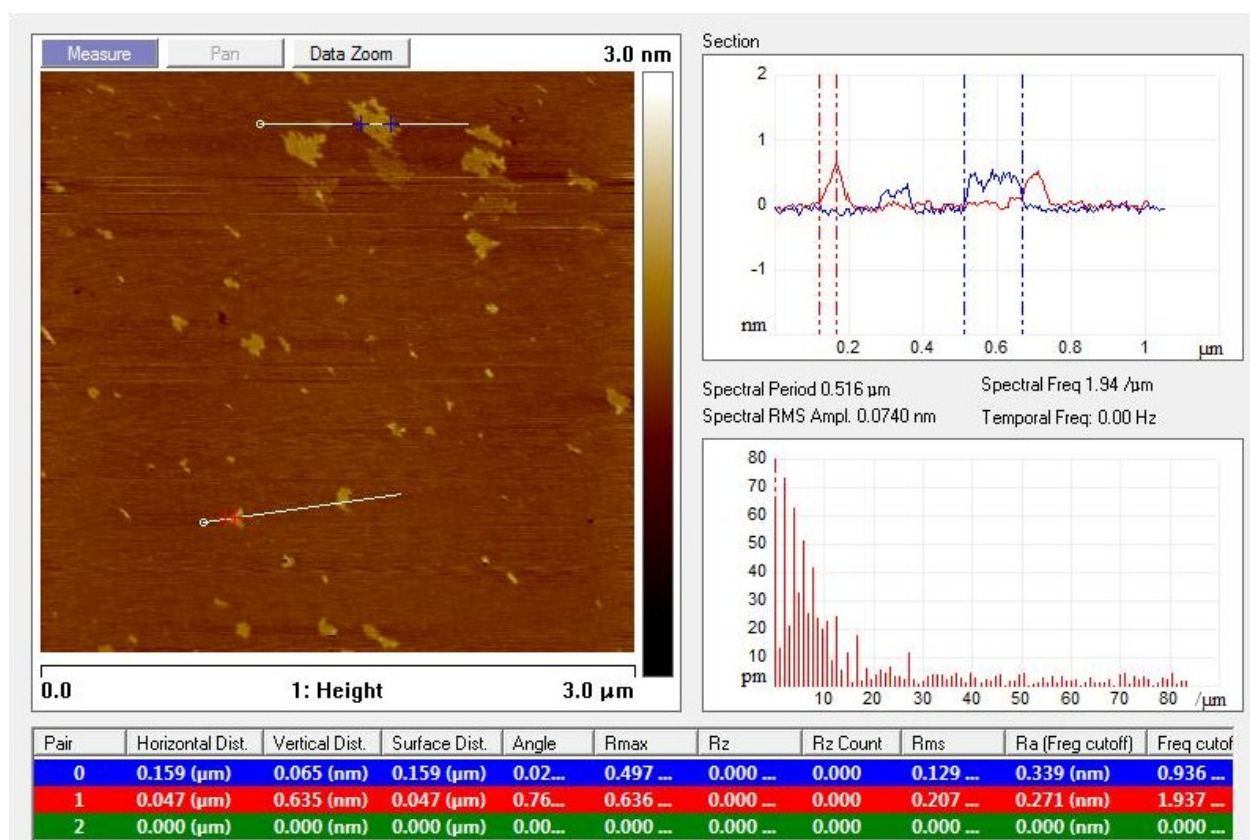 Measure Pan Data Zoom 3.0 nm
0.0 1: Height 3.0 µm
Section
2
1
0
-1
nm
0.2 0.4 0.6 0.8 1 µm
Spectral Period 0.516 µm Spectral Freq 1.94 /µm
Spectral RMS Ampl. 0.0740 nm Temporal Freq: 0.00 Hz
80
70
60
50
40
30
20
10
pm
10 20 30 40 50 60 70 80 /µm
Pair Horizontal Dist. Vertical Dist. Surface Dist. Angle Rmax Rz Rz Count Rms Ra (Freg cutoff) Freq cutof
0 0.159 (µm) 0.065 (nm) 0.159 (µm) 0.02... 0.497 ... 0.000 ... 0.000 0.129 ... 0.339 (nm) 0.936 ...
1 0.047 (µm) 0.635 (nm) 0.047 (µm) 0.76... 0.636 ... 0.000 ... 0.000 0.207 ... 0.271 (nm) 1.937 ...
2 0.000 (µm) 0.000 (nm) 0.000 (µm) 0.00... 0.000 ... 0.000 ... 0.000 0.000 ... 0.000 (nm) 0.000 ...